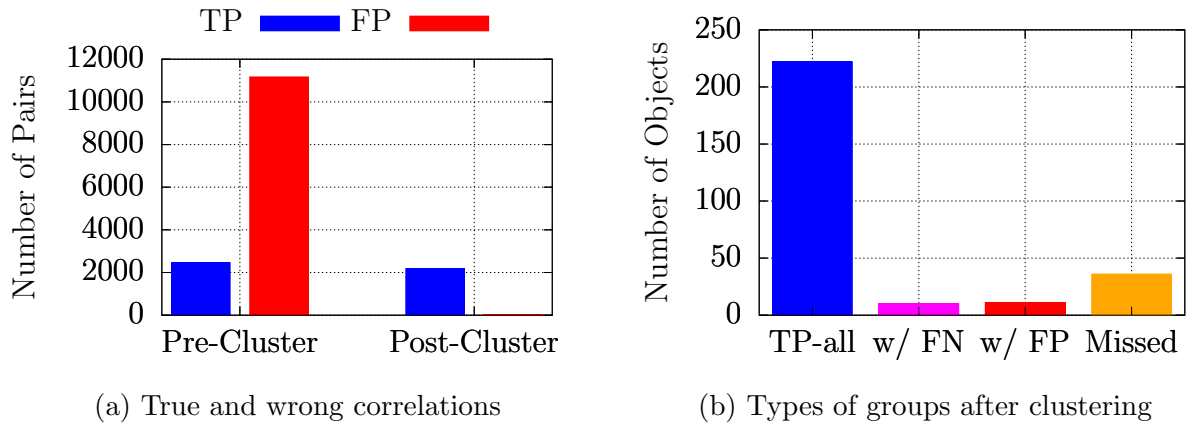 TP FP
Number of Pairs
12000
10000
8000
6000
4000
2000
0
Pre-Cluster Post-Cluster
(a) True and wrong correlations
Number of Objects
250
200
150
100
50
0
TP-all w/ FN w/ FP Missed
(b) Types of groups after clustering